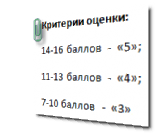 Критерии оценки:
14-16 баллов - «5»;
11-13 баллов - «4»;
7-10 баллов - «3»